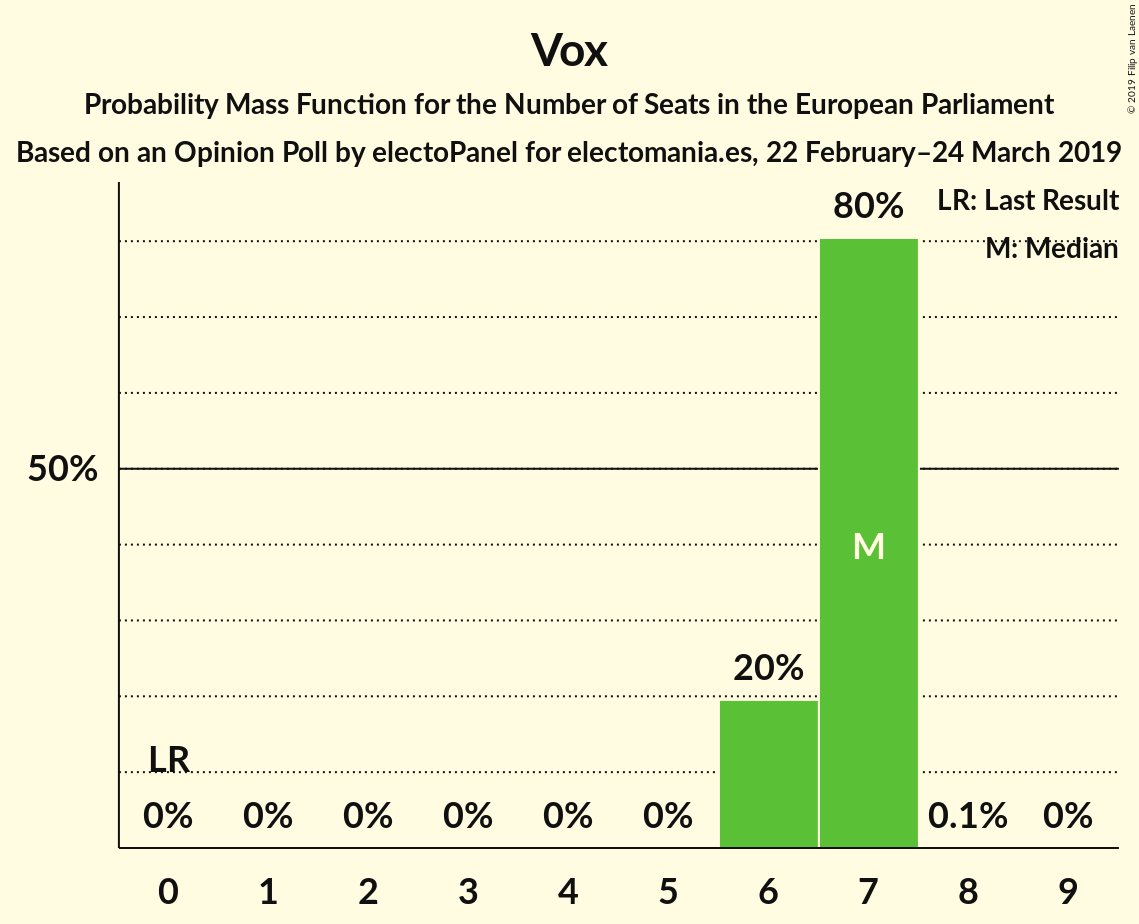 Vox
Probability Mass Function for the Number of Seats in the European Parliament
Based on an Opinion Poll by electoPanel for electomania.es, 22 February–24 March 2019
© 2019 Filip van Laenen
LR: Last Result
M: Median
80%
50%
M
20%
LR
0% 0% 0% 0% 0% 0% 0.1% 0%
0 1 2 3 4 5 6 7 8 9